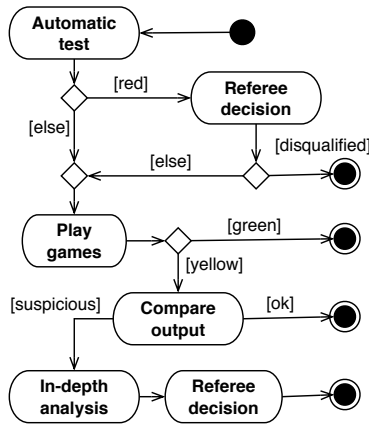 Automatic
test
[red]
Referee
decision
[else]
[else]
[disqualified]
Play
games
[green]
[yellow]
[suspicious]
Compare
output
[ok]
In-depth
analysis
Referee
decision